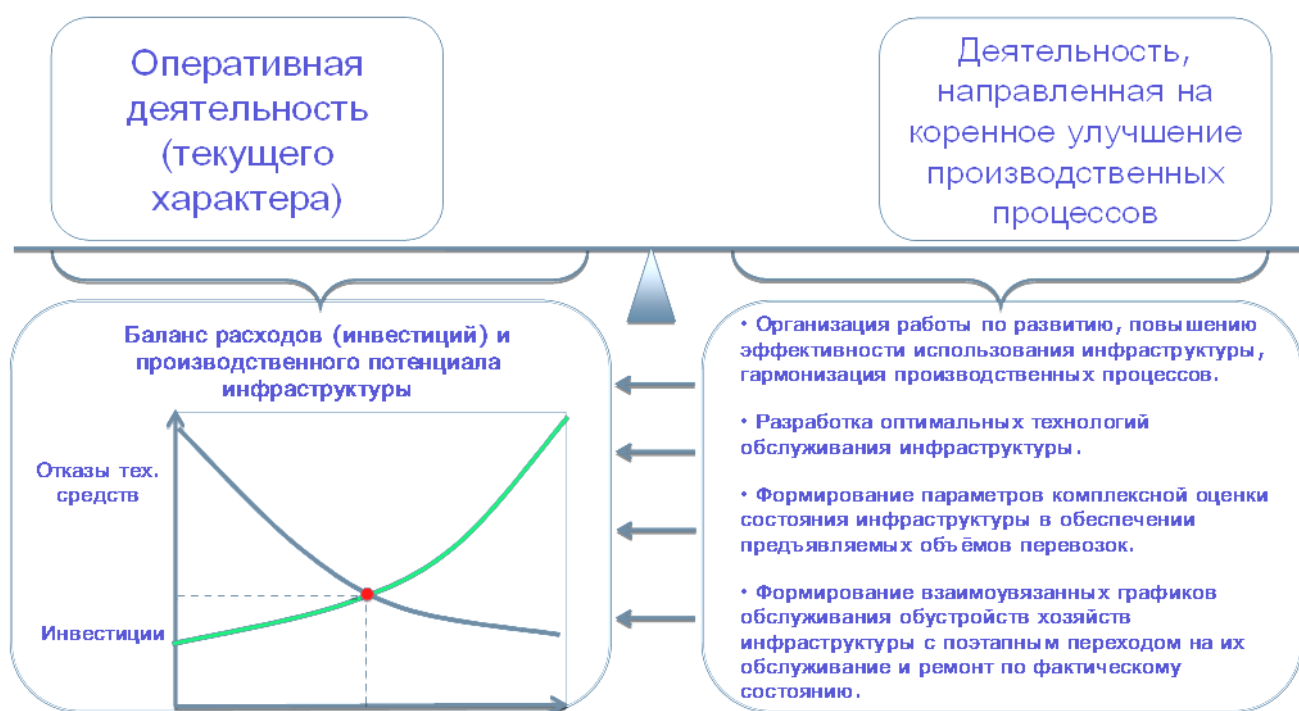 Оперативная
деятельность
(текущего
характера)
Деятельность,
направленная на
коренное улучшение
производственных
процессов
Баланс расходов (инвестиций) и
производственного потенциала
инфраструктуры
Отказы тех.
средств
Инвестиции
• Организация работы по развитию, повышению
эффективности использования инфраструктуры,
гармонизация производственных процессов.
• Разработка оптимальных технологий
обслуживания инфраструктуры.
• Формирование параметров комплексной оценки
состояния инфраструктуры в обеспечении
предъявляемых объёмов перевозок.
• Формирование взаимоувязанных графиков
обслуживания обустройств хозяйств
инфраструктуры с поэтапным переходом на их
обслуживание и ремонт по фактическому
состоянию.